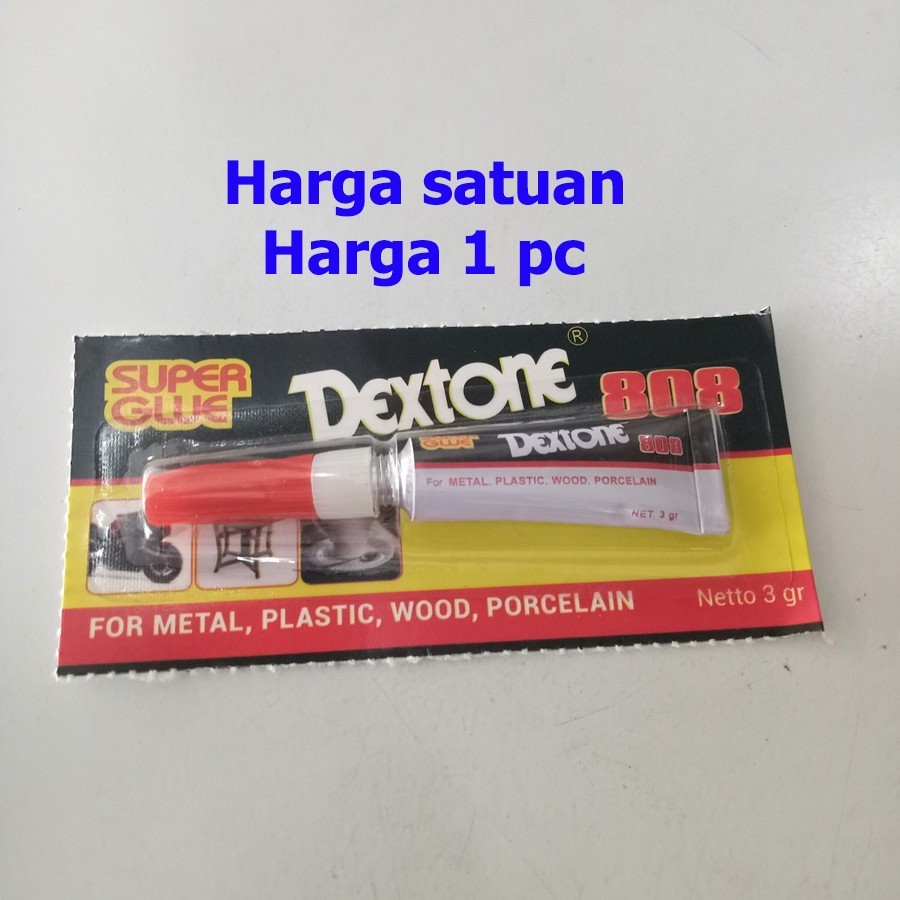 Harga satuan
Harga 1 pc
SUPER
GLUE
DEXTONE ® 808
GLUE DEXTONE 808
For METAL, PLASTIC, WOOD, PORCELAIN
NET. 3 gr
FOR METAL, PLASTIC, WOOD, PORCELAIN
Netto 3 gr